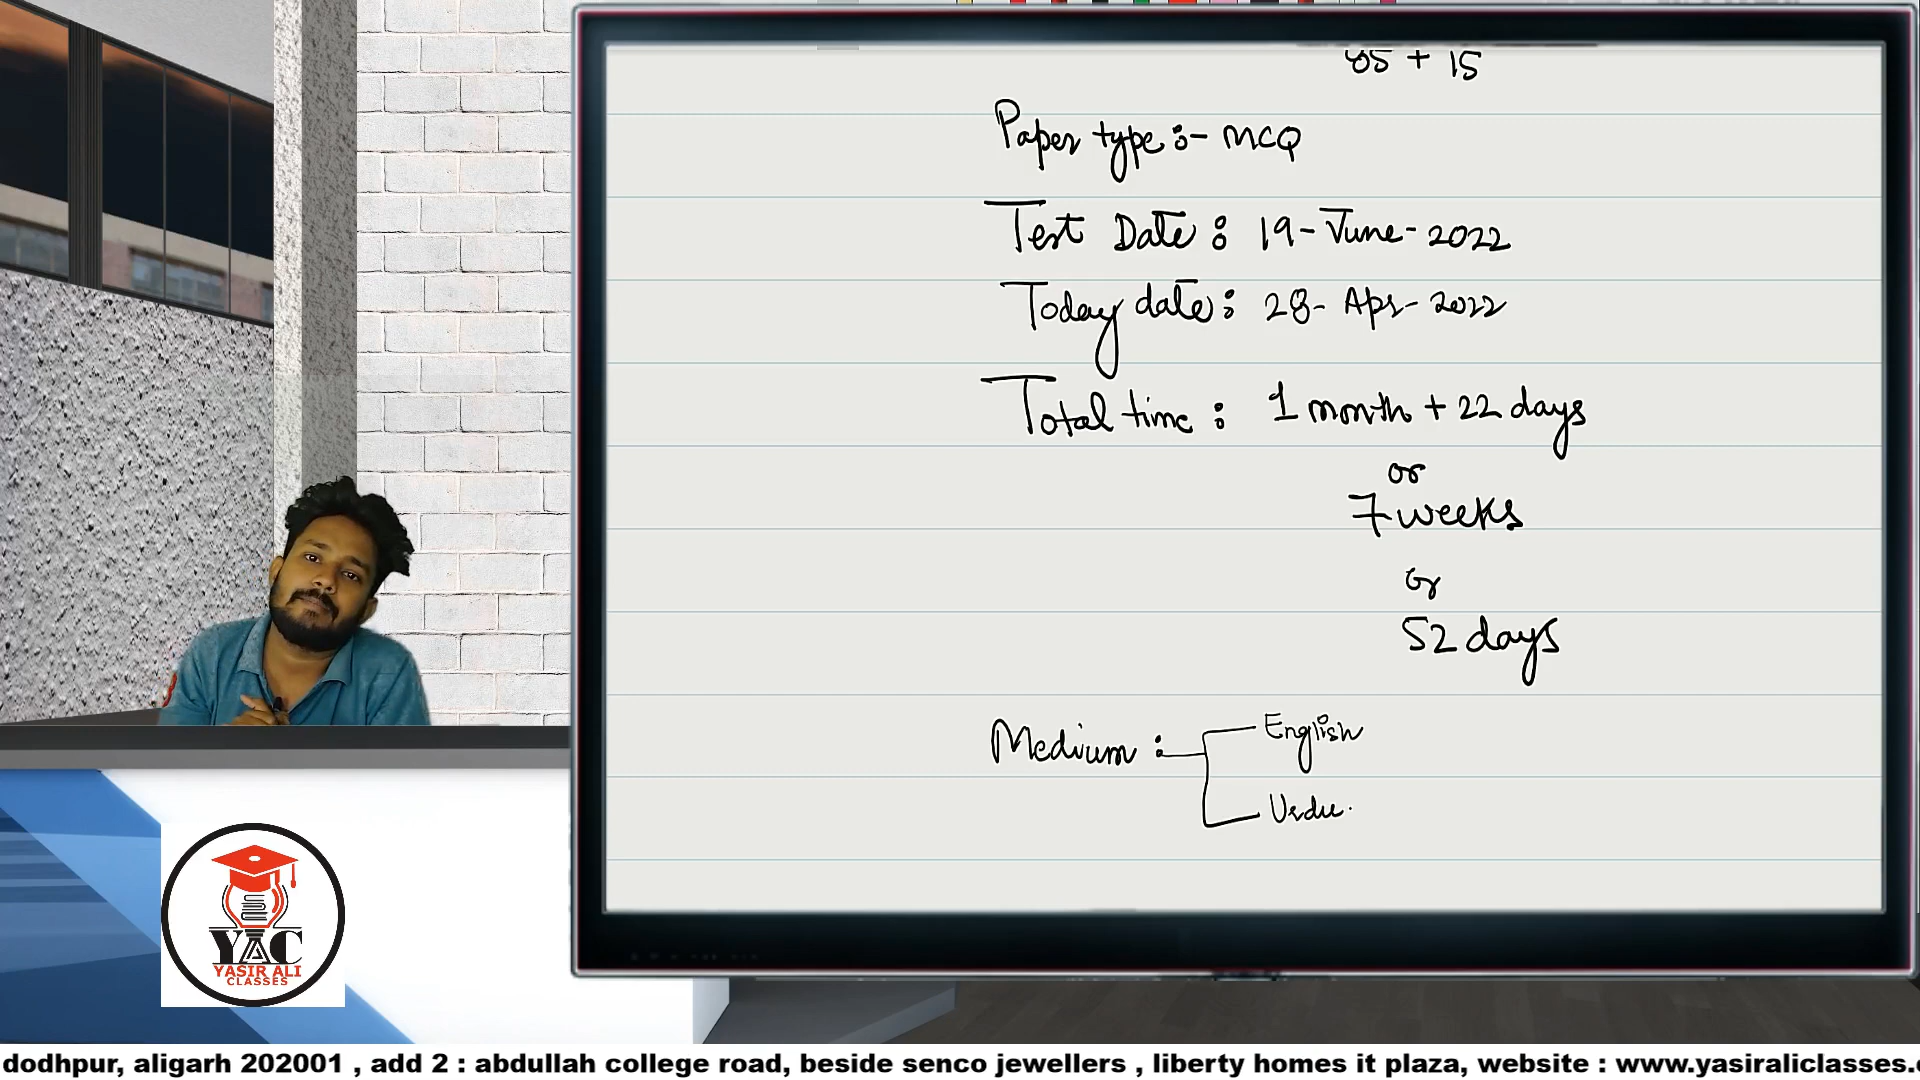 85 + 15
Paper type :- MCQ
Test Date : 19-June-2022
Today date : 28-Apr-2022
Total time : 1 month + 22 days
or
7 weeks
or
52 days
Medium :
English
Urdu.
YAC
YASIR ALI
CLASSES
dodhpur, aligarh 202001 , add 2 : abdullah college road, beside senco jewellers , liberty homes it plaza, website : www.yasiraliclasses.